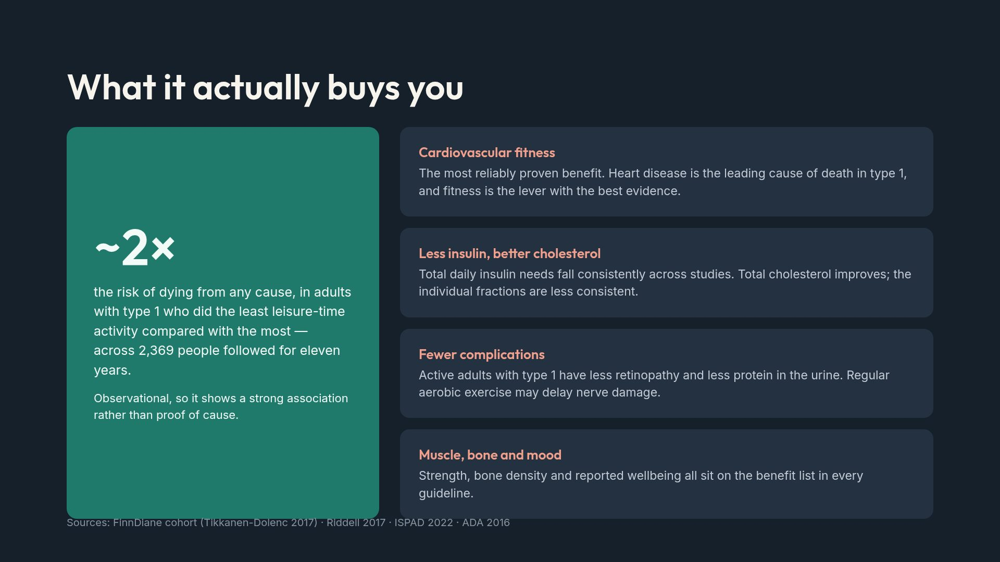 What it actually buys you
~2×
the risk of dying from any cause, in adults
with type 1 who did the least leisure-time
activity compared with the most —
across 2,369 people followed for eleven
years.
Observational, so it shows a strong association
rather than proof of cause.
Cardiovascular fitness
The most reliably proven benefit. Heart disease is the leading cause of death in type 1,
and fitness is the lever with the best evidence.
Less insulin, better cholesterol
Total daily insulin needs fall consistently across studies. Total cholesterol improves; the
individual fractions are less consistent.
Fewer complications
Active adults with type 1 have less retinopathy and less protein in the urine. Regular
aerobic exercise may delay nerve damage.
Muscle, bone and mood
Strength, bone density and reported wellbeing all sit on the benefit list in every
guideline.
Sources: FinnDiane cohort (Tikkanen-Dolenc 2017) · Riddell 2017 · ISPAD 2022 · ADA 2016